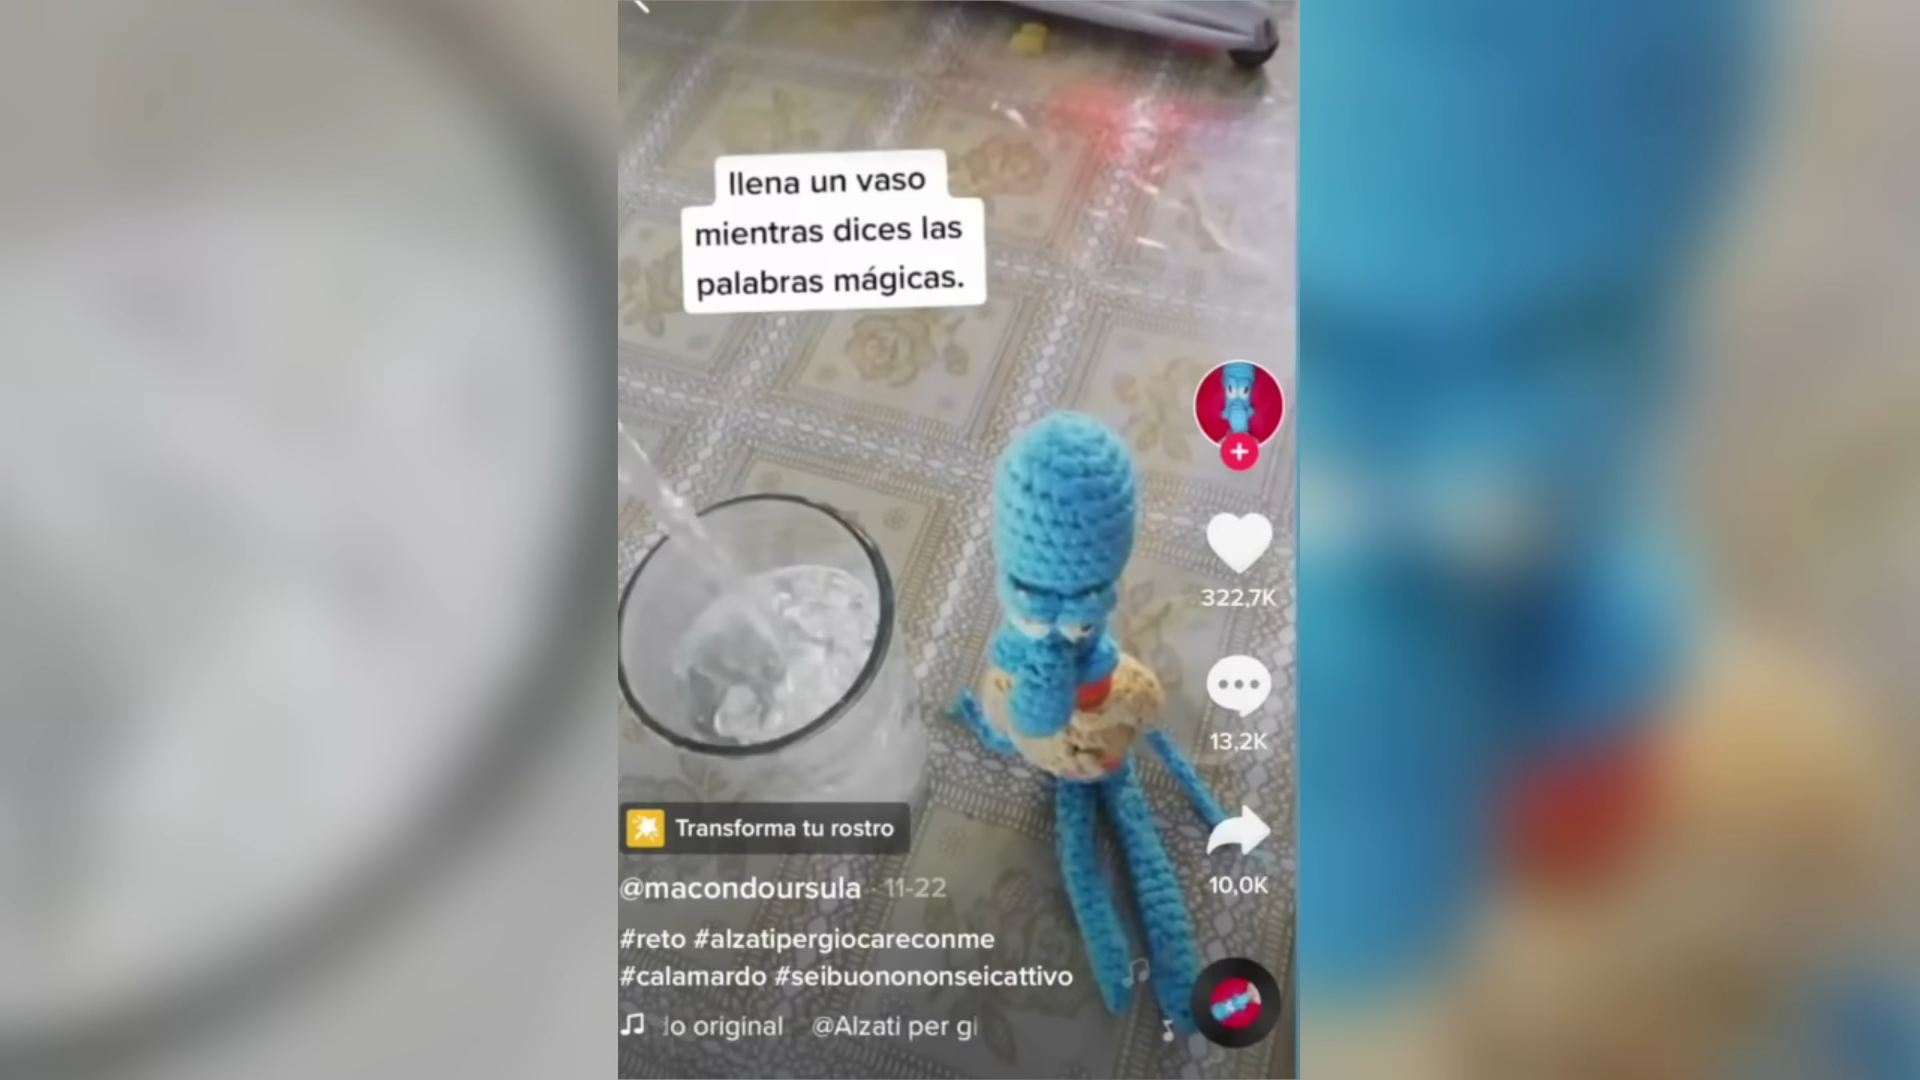 llena un vaso
mientras dices las
palabras mágicas.
322,7K
13,2K
Transforma tu rostro
10,0K
@macondoursula · 11-22
#reto #alzatipergiocareconme
#calamardo #seibuonononseicattivo
original @Alzati per gi